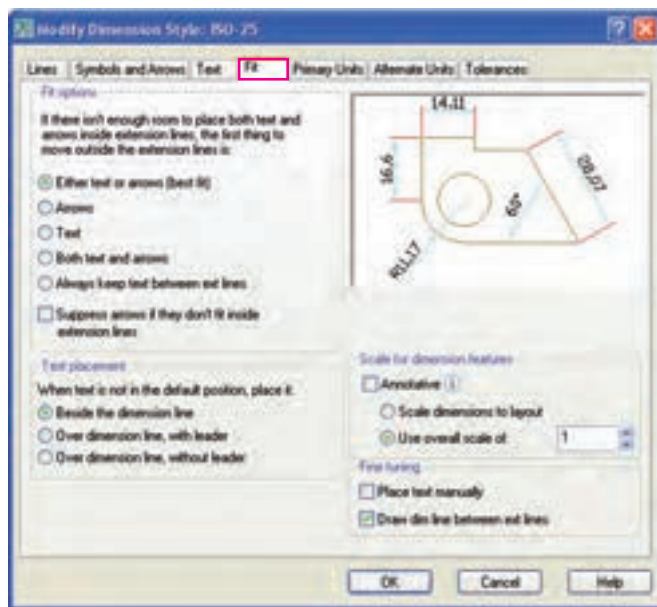 Modify Dimension Style: ISO-25
Lines Symbols and Arrows Text Fit Primary Units Alternate Units Tolerances
Fit options
If there isn't enough room to place both text and
arrows inside extension lines, the first thing to
move outside the extension lines is:
Either text or arrows (best fit)
Arrows
Text
Both text and arrows
Always keep text between ext lines
Suppress arrows if they don't fit inside
extension lines
Text placement
When text is not in the default position, place it:
Beside the dimension line
Over dimension line, with leader
Over dimension line, without leader
14,11
16,6
R11,17
60°
Scale for dimension features
Annotative
Scale dimensions to layout
Use overall scale of: 1
Fine tuning
Place text manually
Draw dim line between ext lines
OK Cancel Help